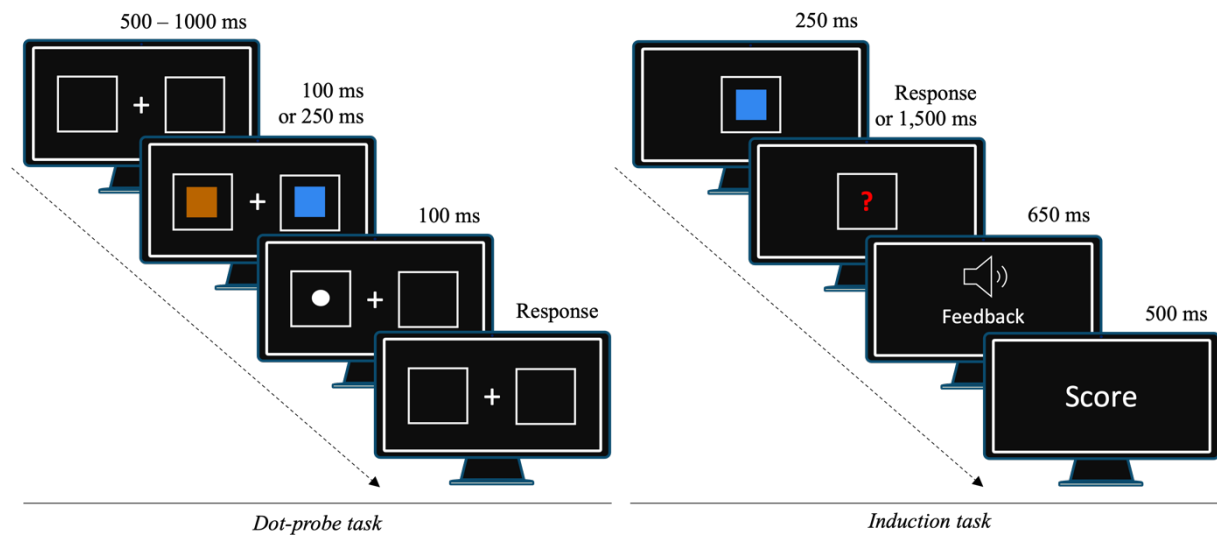 500 – 1000 ms
100 ms
or 250 ms
100 ms
Response
Dot-probe task
250 ms
Response
or 1,500 ms
?
650 ms
Feedback
500 ms
Score
Induction task